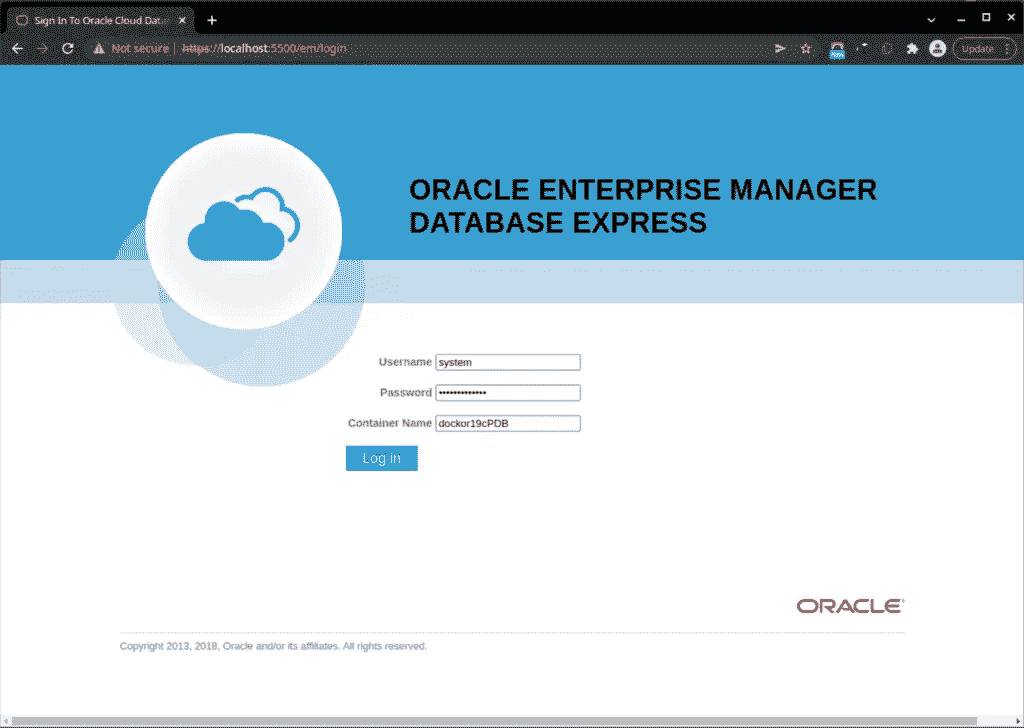 Sign In To Oracle Cloud Data
Not secure https://localhost:5500/em/login
New
Update
ORACLE ENTERPRISE MANAGER
DATABASE EXPRESS
Username system
Password •••••••••••••
Container Name dockor19cPDB
Log in
ORACLE
Copyright 2013, 2018, Oracle and/or its affiliates. All rights reserved.